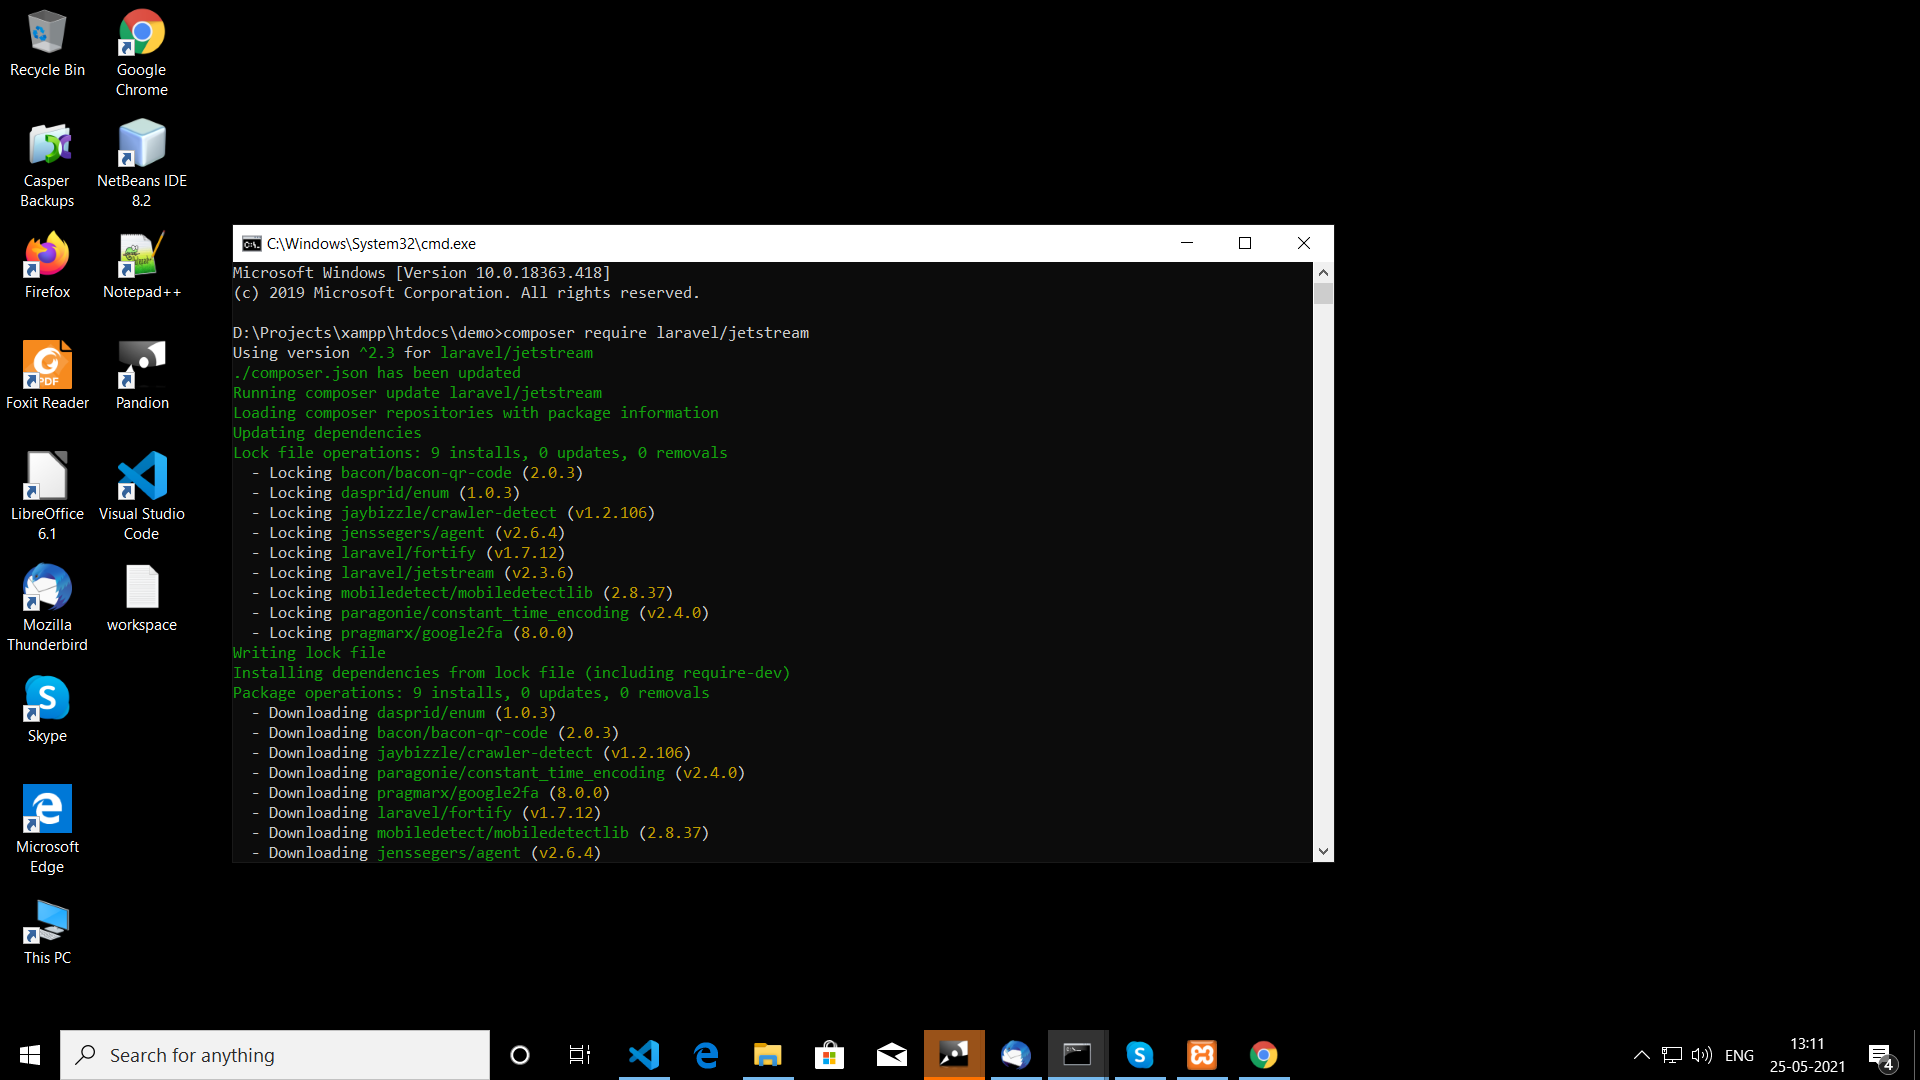 Recycle Bin
Google
Chrome
Casper
Backups
NetBeans IDE
8.2
Firefox
Notepad++
Foxit Reader
PDF
Pandion
LibreOffice
6.1
Visual Studio
Code
Mozilla
Thunderbird
workspace
Skype
Microsoft
Edge
This PC
C:\Windows\System32\cmd.exe
Microsoft Windows [Version 10.0.18363.418]
(c) 2019 Microsoft Corporation. All rights reserved.
D:\Projects\xampp\htdocs\demo>composer require laravel/jetstream
Using version ^2.3 for laravel/jetstream
./composer.json has been updated
Running composer update laravel/jetstream
Loading composer repositories with package information
Updating dependencies
Lock file operations: 9 installs, 0 updates, 0 removals
  - Locking bacon/bacon-qr-code (2.0.3)
  - Locking dasprid/enum (1.0.3)
  - Locking jaybizzle/crawler-detect (v1.2.106)
  - Locking jenssegers/agent (v2.6.4)
  - Locking laravel/fortify (v1.7.12)
  - Locking laravel/jetstream (v2.3.6)
  - Locking mobiledetect/mobiledetectlib (2.8.37)
  - Locking paragonie/constant_time_encoding (v2.4.0)
  - Locking pragmarx/google2fa (8.0.0)
Writing lock file
Installing dependencies from lock file (including require-dev)
Package operations: 9 installs, 0 updates, 0 removals
  - Downloading dasprid/enum (1.0.3)
  - Downloading bacon/bacon-qr-code (2.0.3)
  - Downloading jaybizzle/crawler-detect (v1.2.106)
  - Downloading paragonie/constant_time_encoding (v2.4.0)
  - Downloading pragmarx/google2fa (8.0.0)
  - Downloading laravel/fortify (v1.7.12)
  - Downloading mobiledetect/mobiledetectlib (2.8.37)
  - Downloading jenssegers/agent (v2.6.4)
Search for anything
ENG
13:11
25-05-2021
4